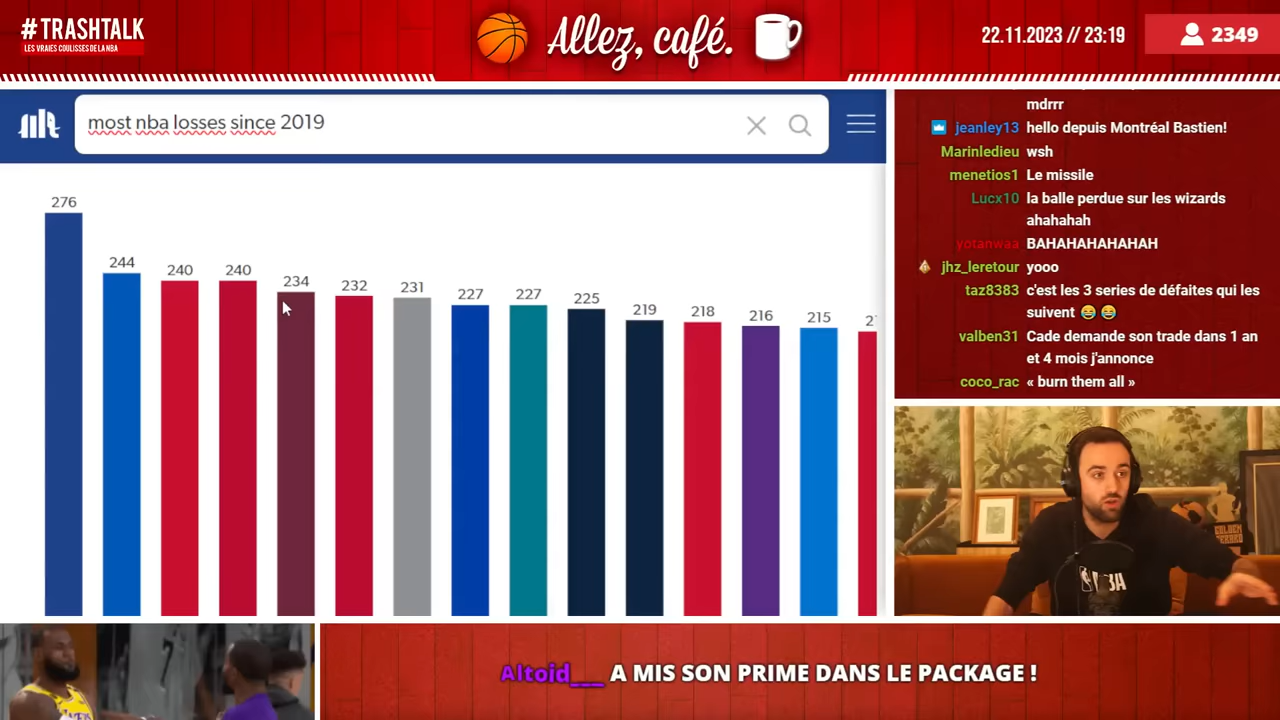 #TRASHTALK
LES VRAIES COULISSES DE LA NBA
Allez, café.
22.11.2023 // 23:19
2349
most nba losses since 2019
276
244
240
240
234
232
231
227
227
225
219
218
216
215
mdrrr
jeanley13 hello depuis Montréal Bastien!
Marinledieu wsh
menetios1 Le missile
Lucx10 la balle perdue sur les wizards
ahahahah
yotanwaa BAHAHAHAHAHAH
jhz_leretour yooo
taz8383 c'est les 3 series de défaites qui les
suivent
valben31 Cade demande son trade dans 1 an
et 4 mois j'annonce
coco_rac « burn them all »
Altoid___ A MIS SON PRIME DANS LE PACKAGE !